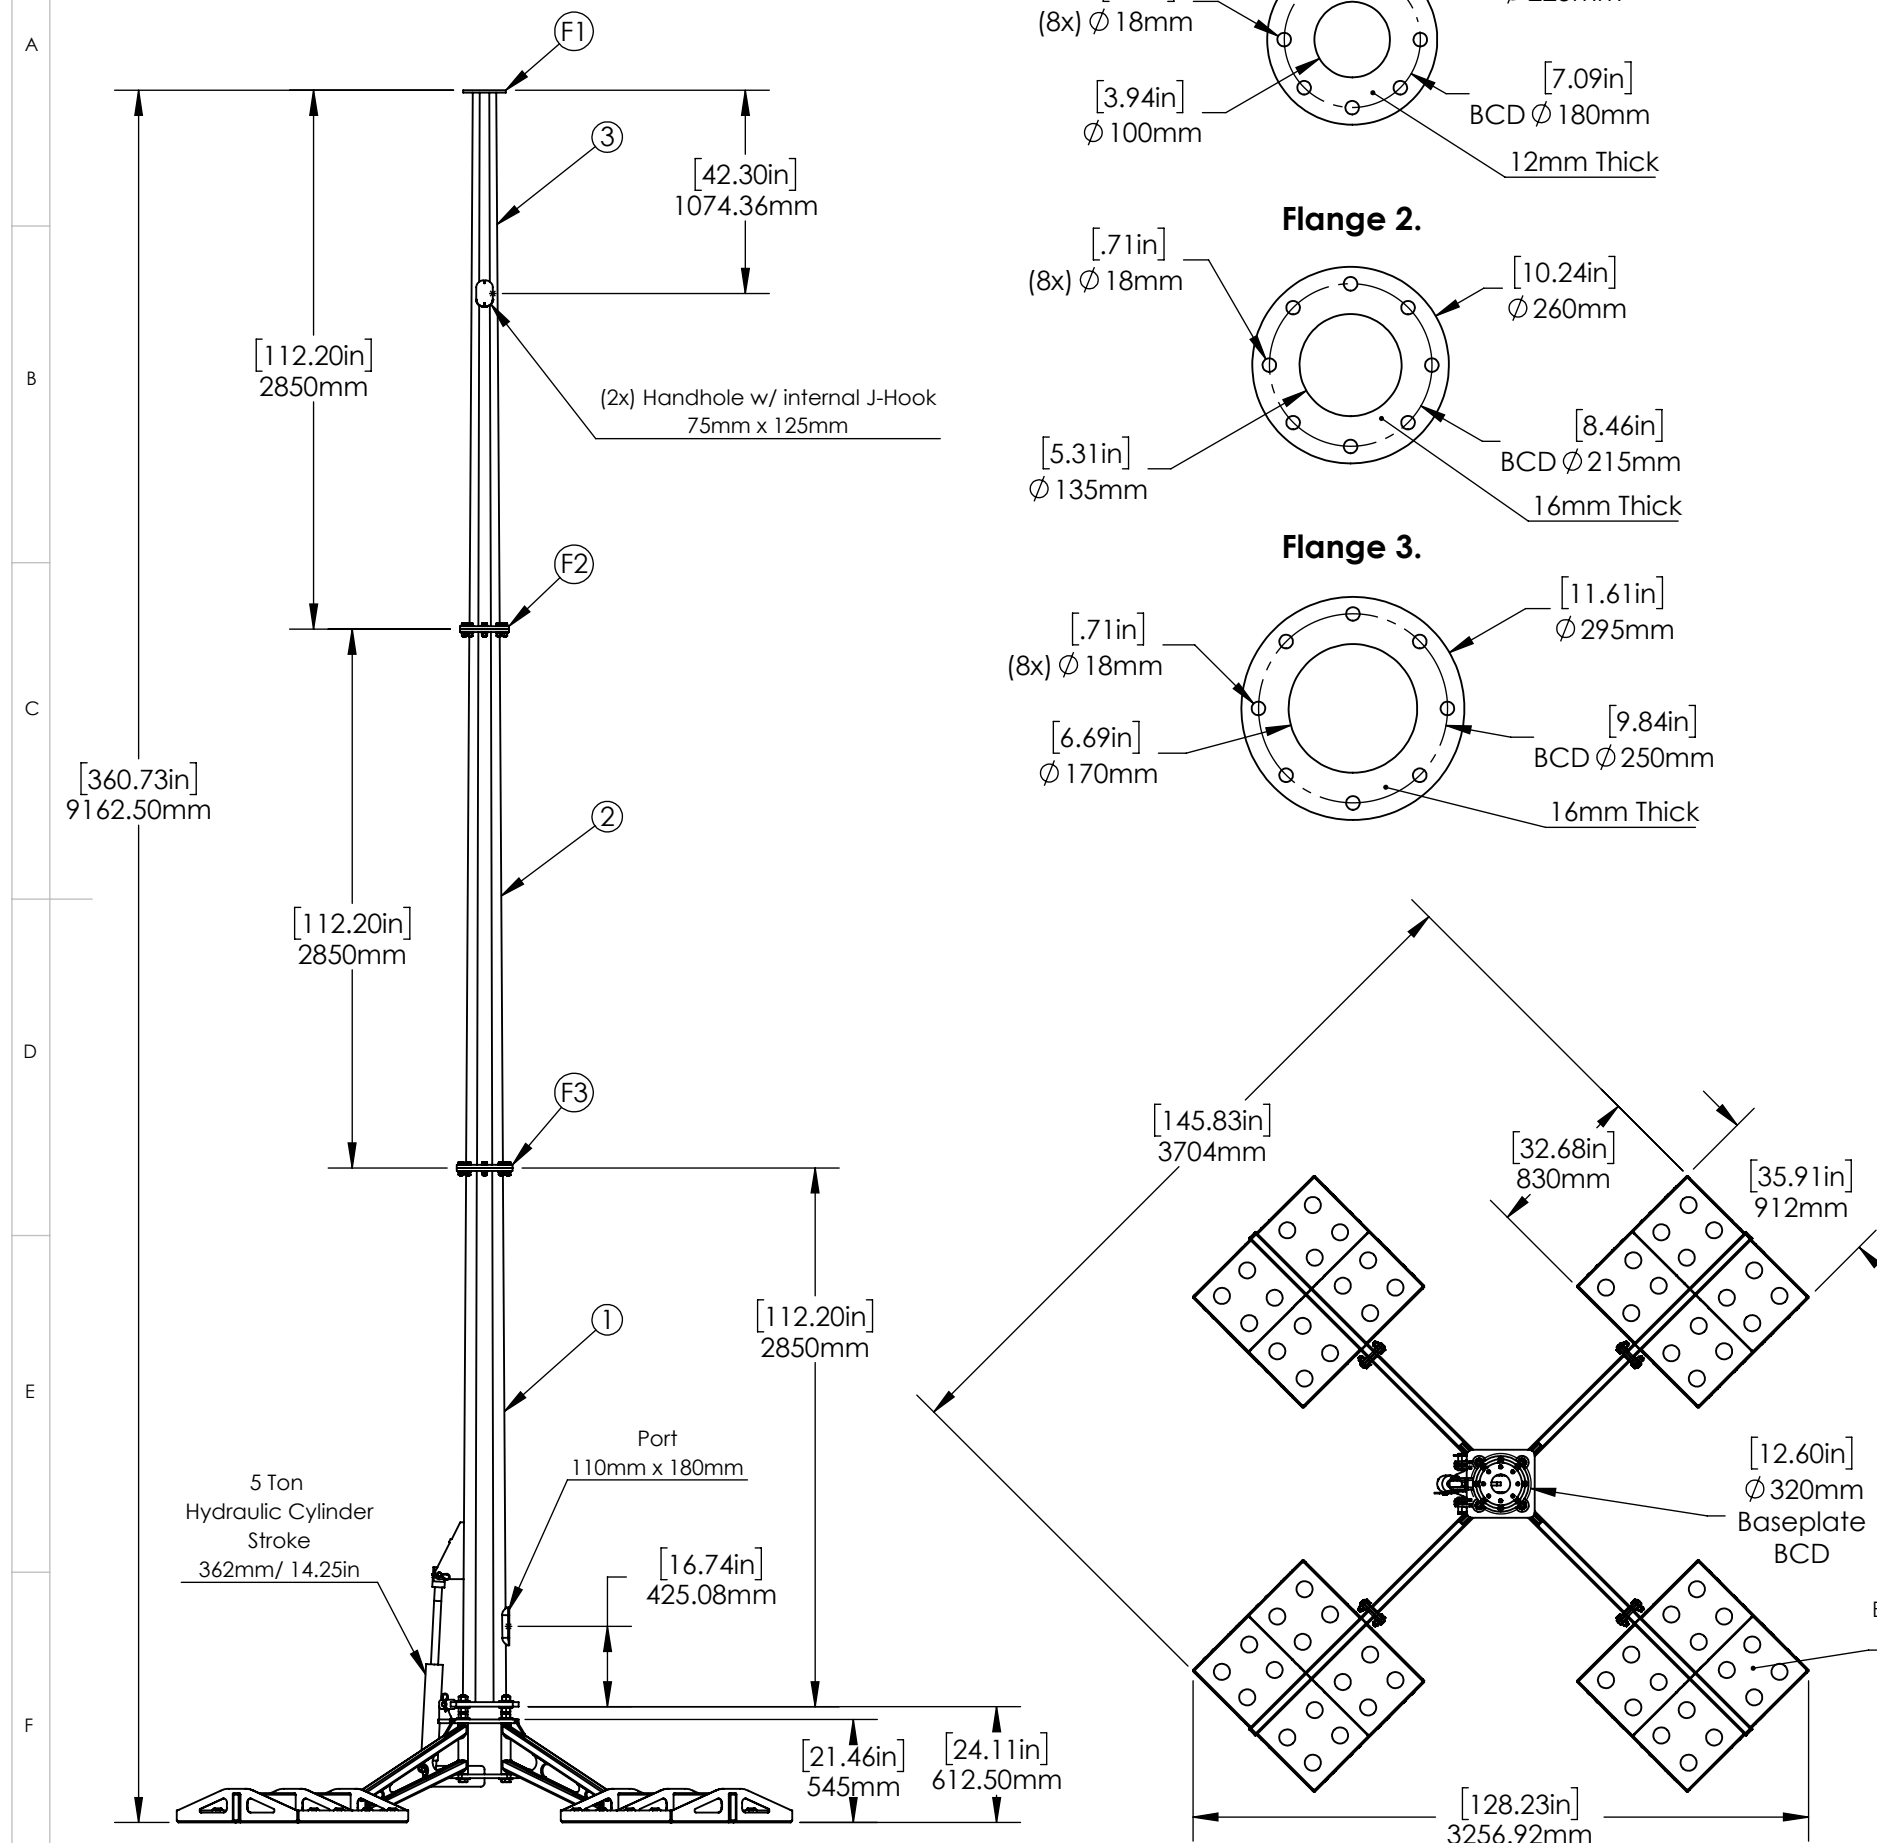 A
B
C
D
E
F
F1
3
[42.30in]
1074.36mm
[112.20in]
2850mm
(2x) Handhole w/ internal J-Hook
75mm x 125mm
F2
[360.73in]
9162.50mm
2
[112.20in]
2850mm
F3
1
[112.20in]
2850mm
Port
110mm x 180mm
5 Ton
Hydraulic Cylinder
Stroke
362mm/ 14.25in
[16.74in]
425.08mm
[21.46in]
545mm
[24.11in]
612.50mm
(8x) ∅ 18mm
[3.94in]
∅ 100mm
[7.09in]
BCD ∅ 180mm
12mm Thick
Flange 2.
[.71in]
(8x) ∅ 18mm
[10.24in]
∅ 260mm
[5.31in]
∅ 135mm
[8.46in]
BCD ∅ 215mm
16mm Thick
Flange 3.
[.71in]
(8x) ∅ 18mm
[11.61in]
∅ 295mm
[6.69in]
∅ 170mm
[9.84in]
BCD ∅ 250mm
16mm Thick
[145.83in]
3704mm
[32.68in]
830mm
[35.91in]
912mm
[12.60in]
∅ 320mm
Baseplate
BCD
[128.23in]
3256.92mm